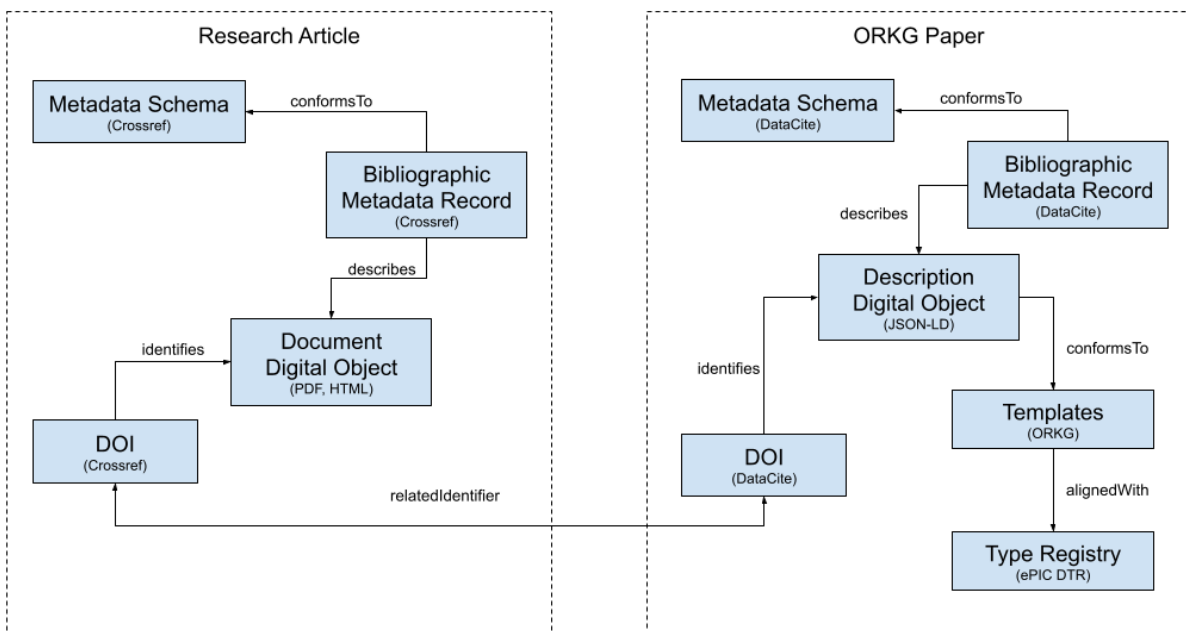 Research Article
Metadata Schema
(Crossref)
conformsTo
Bibliographic
Metadata Record
(Crossref)
describes
Document
Digital Object
(PDF, HTML)
identifies
DOI
(Crossref)
relatedIdentifier
ORKG Paper
Metadata Schema
(DataCite)
conformsTo
Bibliographic
Metadata Record
(DataCite)
describes
Description
Digital Object
(JSON-LD)
identifies
conformsTo
Templates
(ORKG)
DOI
(DataCite)
alignedWith
Type Registry
(ePIC DTR)